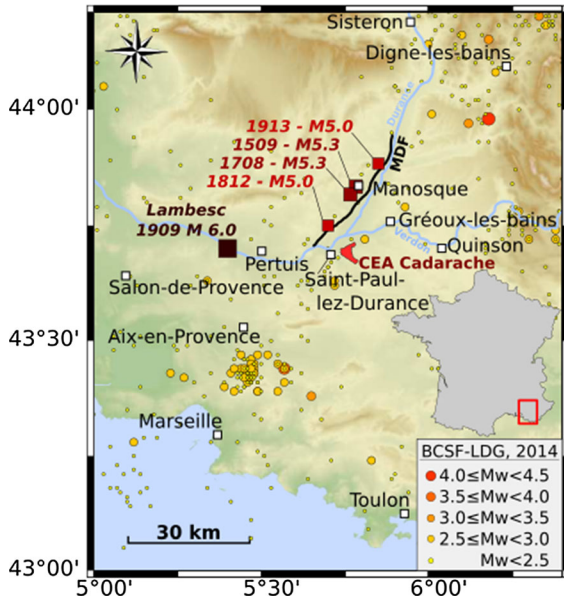 Sisteron
Digne-les-bains
44°00'
Durance
1913 - M5.0
1509 - M5.3
1708 - M5.3
1812 - M5.0
MDF
Manosque
Lambesc
1909 M 6.0
Gréoux-les-bains
Verdon
Quinson
Pertuis
CEA Cadarache
Saint-Paul-
lez-Durance
Salon-de-Provence
43°30'
Aix-en-Provence
Marseille
BCSF-LDG, 2014
4.0≤Mw<4.5
3.5≤Mw<4.0
3.0≤Mw<3.5
2.5≤Mw<3.0
Mw<2.5
Toulon
30 km
43°00'
5°00'
5°30'
6°00'